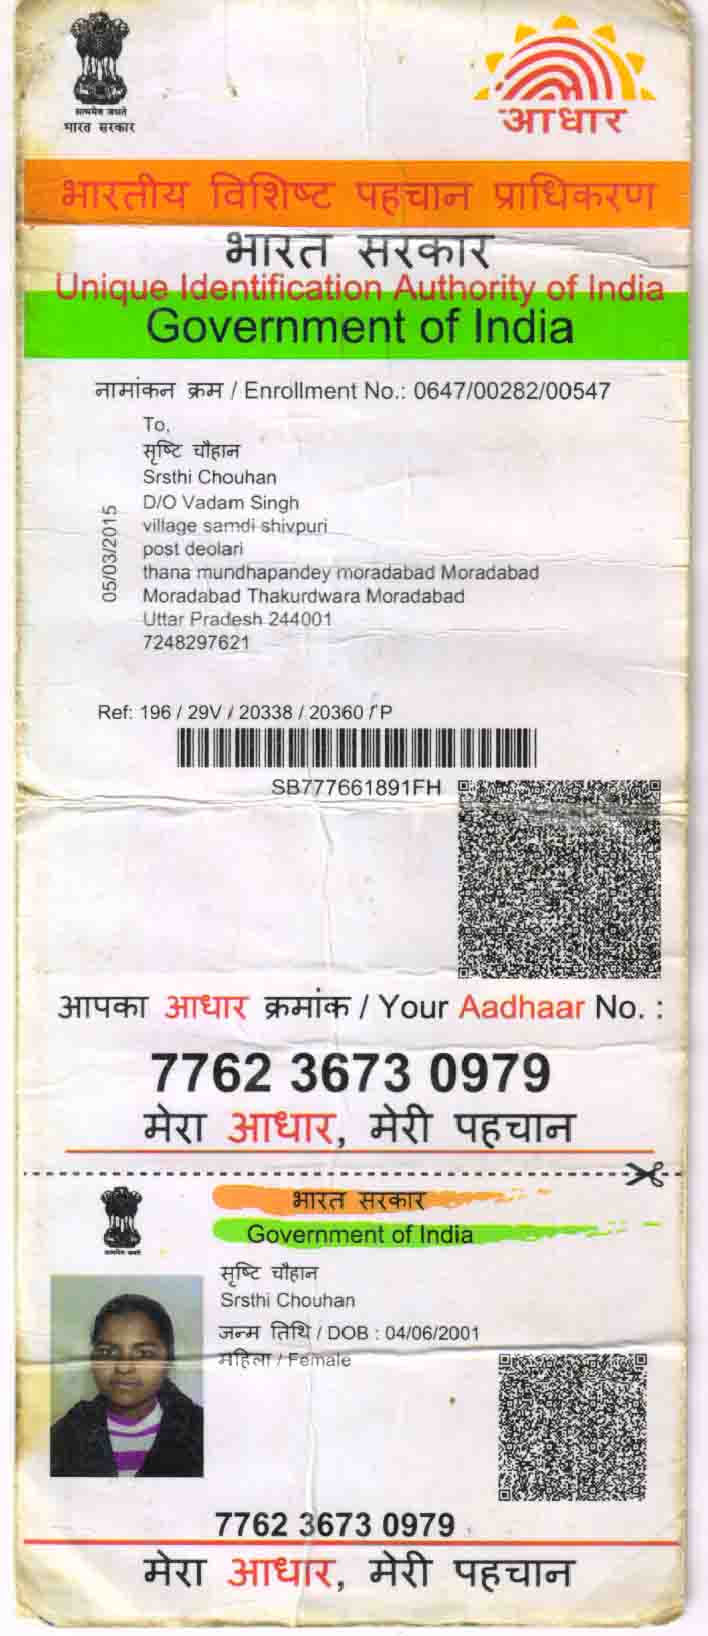 सत्यमेव जयते
भारत सरकार
आधार
भारतीय विशिष्ट पहचान प्राधिकरण
भारत सरकार
Unique Identification Authority of India
Government of India
नामांकन क्रम / Enrollment No.: 0647/00282/00547
To,
सृष्टि चौहान
Srsthi Chouhan
D/O Vadam Singh
village samdi shivpuri
post deolari
thana mundhapandey moradabad Moradabad
Moradabad Thakurdwara Moradabad
Uttar Pradesh 244001
7248297621
05/03/2015
Ref: 196 / 29V / 20338 / 20360 / P
SB777661891FH
आपका आधार क्रमांक / Your Aadhaar No. :
7762 3673 0979
मेरा आधार, मेरी पहचान
भारत सरकार
Government of India
सत्यमेव जयते
सृष्टि चौहान
Srsthi Chouhan
जन्म तिथि / DOB : 04/06/2001
महिला / Female
7762 3673 0979
मेरा आधार, मेरी पहचान